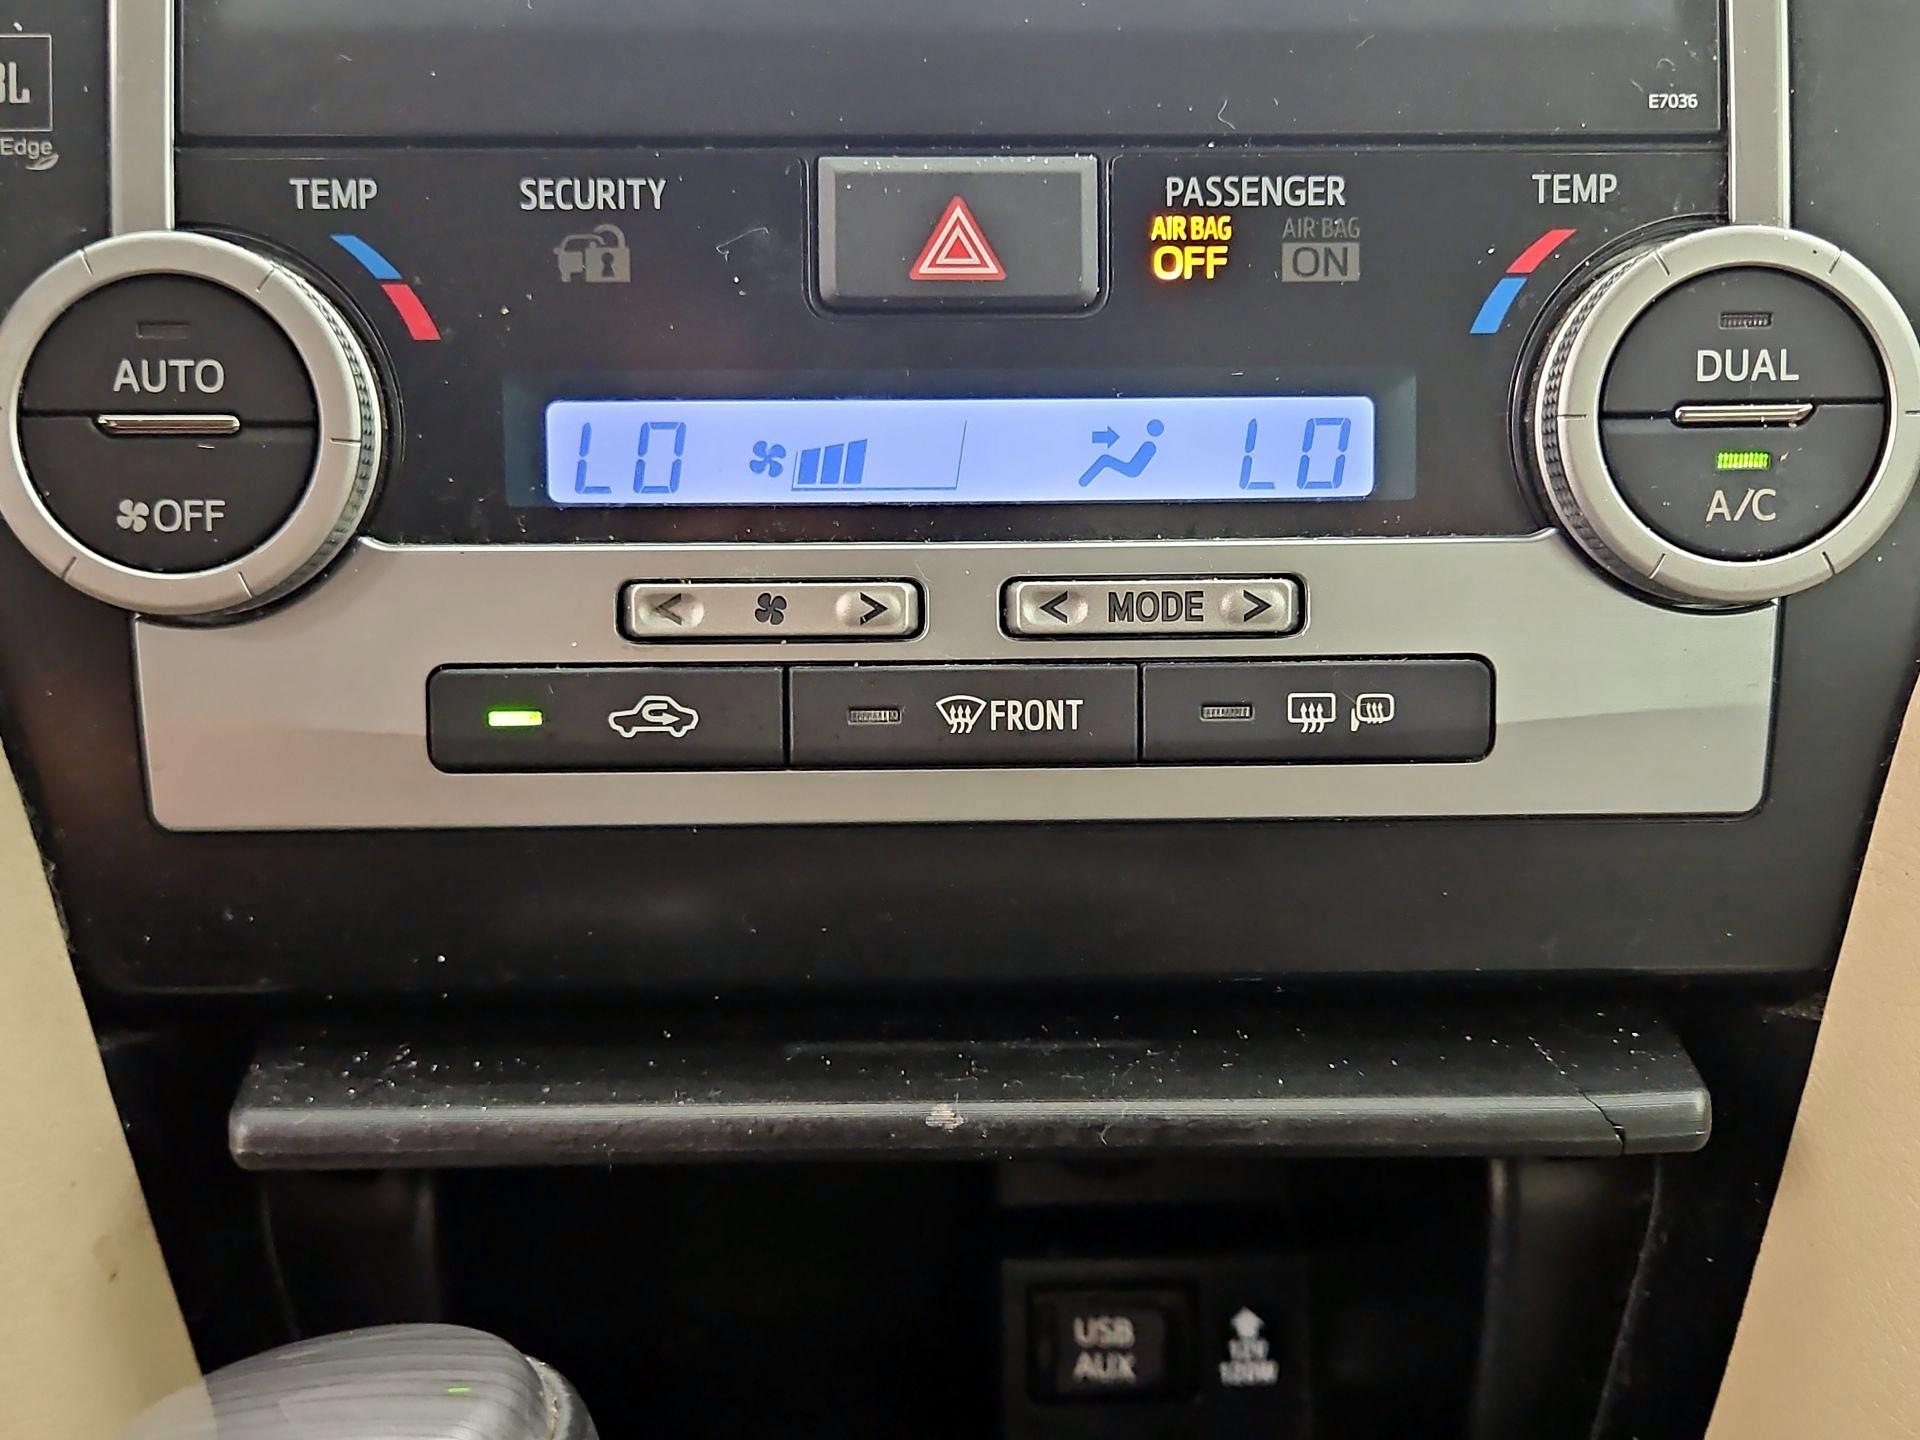 Edge
E7036
TEMP
SECURITY
PASSENGER
TEMP
AIR BAG
OFF
AIR BAG
ON
AUTO
OFF
LO
LO
DUAL
A/C
< >
< MODE >
FRONT
USB
AUX
12V